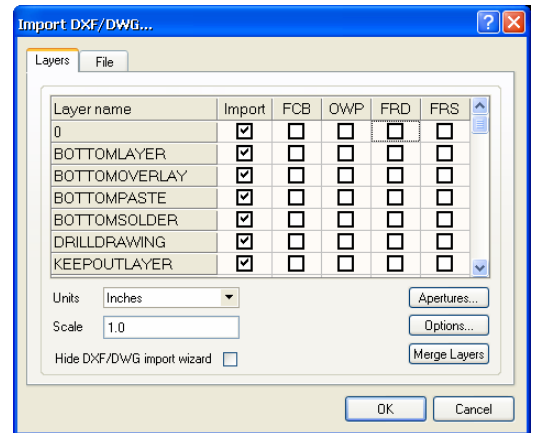 Import DXF/DWG...
Layers File
Layer name Import FCB OWP FRD FRS
0
BOTTOMLAYER
BOTTOMOVERLAY
BOTTOMPASTE
BOTTOMSOLDER
DRILLDRAWING
KEEPOUTLAYER
Units Inches Apertures...
Scale 1.0 Options...
Hide DXF/DWG import wizard Merge Layers
OK Cancel